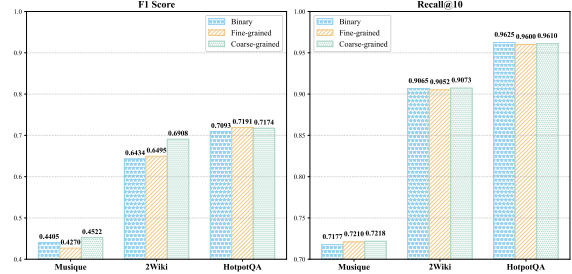 F1 Score
1.0
0.9
0.8
0.7
0.6
0.5
0.4
Binary
Fine-grained
Coarse-grained
0.4405
0.4270
0.4522
0.6434
0.6495
0.6908
0.7093
0.7191
0.7174
Musique
2Wiki
HotpotQA
Recall@10
1.00
0.95
0.90
0.85
0.80
0.75
0.70
Binary
Fine-grained
Coarse-grained
0.7177
0.7210
0.7218
0.9065
0.9052
0.9073
0.9625
0.9600
0.9610
Musique
2Wiki
HotpotQA